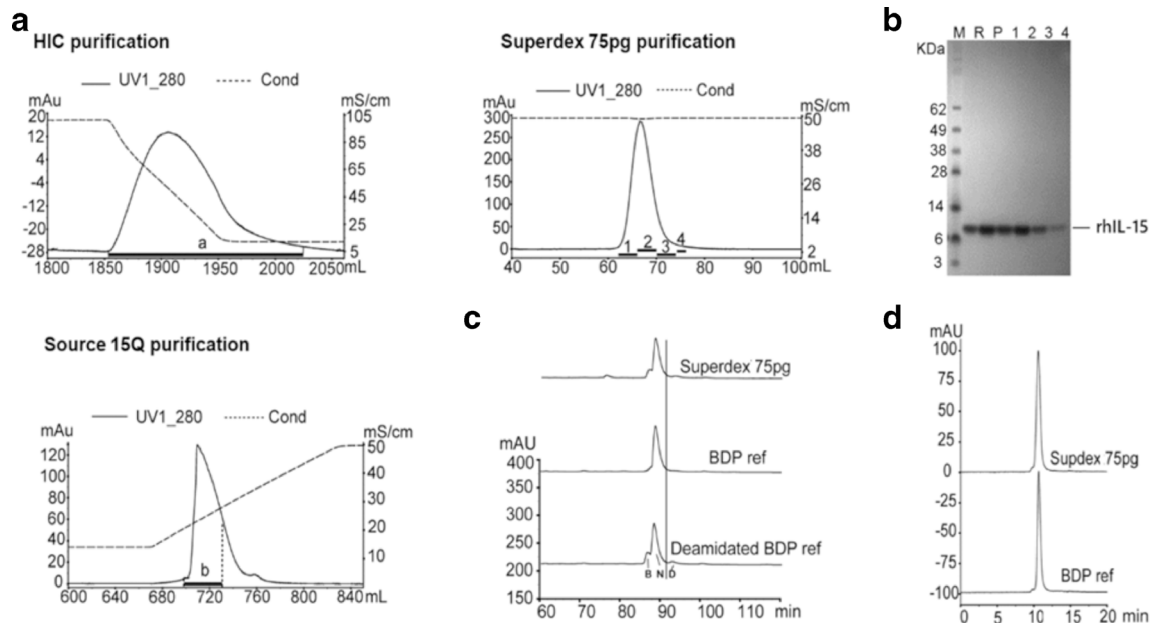 a
HIC purification
UV1_280 Cond
mAu mS/cm
20 12 4 -4 -12 -20 -28
105 85 65 45 25 5
a
1800 1850 1900 1950 2000 2050 mL
Superdex 75pg purification
UV1_280 Cond
mAu mS/cm
300 250 200 150 100 50 0
50 38 26 14 2
1 2 3 4
40 50 60 70 80 90 100 mL
b
M R P 1 2 3 4
KDa
62
49
38
28
14
6
3
rhIL-15
Source 15Q purification
UV1_280 Cond
mAu mS/cm
120 100 80 60 40 20 0
50 40 30 20 10
b
600 640 680 720 760 800 840 mL
c
Superdex 75pg
BDP ref
mAU
400 350 300 250 200 150
Deamidated BDP ref
B N D
60 70 80 90 100 110 min
d
mAU
100 75 50 25 0 -25 -50 -75 -100
Supdex 75pg
BDP ref
0 5 10 15 20 min